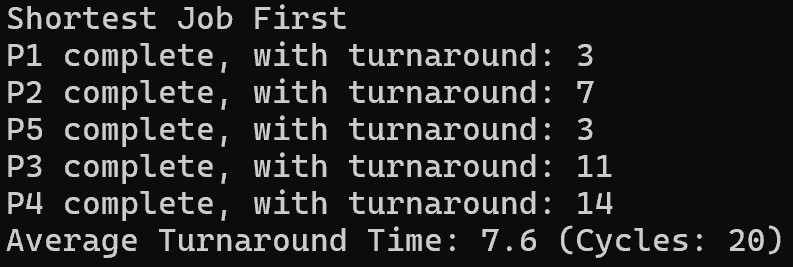 Shortest Job First
P1 complete, with turnaround: 3
P2 complete, with turnaround: 7
P5 complete, with turnaround: 3
P3 complete, with turnaround: 11
P4 complete, with turnaround: 14
Average Turnaround Time: 7.6 (Cycles: 20)